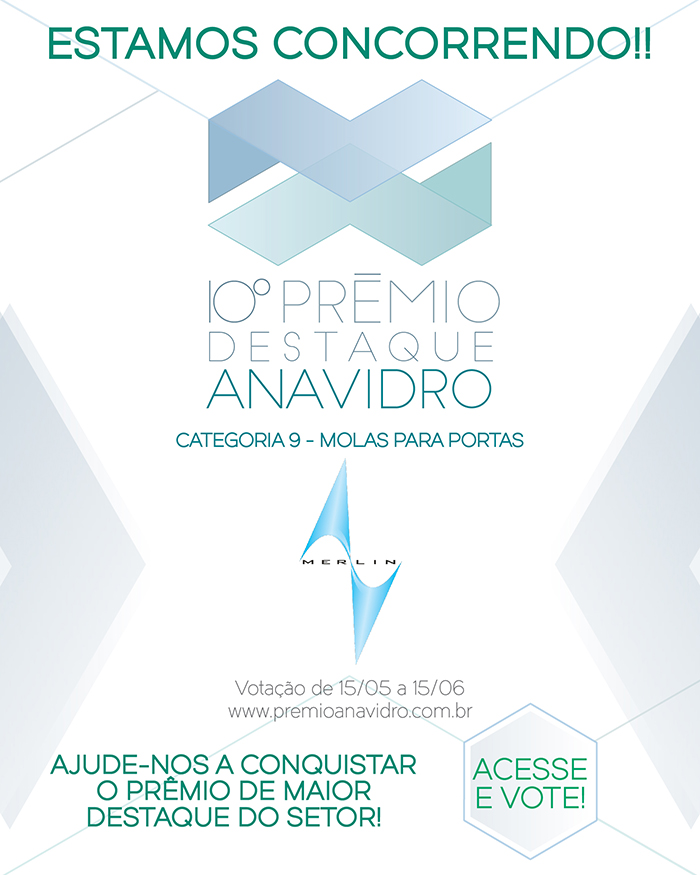 ESTAMOS CONCORRENDO!!
10º PRĒMIO
DESTAQUE
ANAVIDRO
CATEGORIA 9 - MOLAS PARA PORTAS
MERLIN
Votação de 15/05 a 15/06
www.premioanavidro.com.br
AJUDE-NOS A CONQUISTAR
O PRÊMIO DE MAIOR
DESTAQUE DO SETOR!
ACESSE
E VOTE!